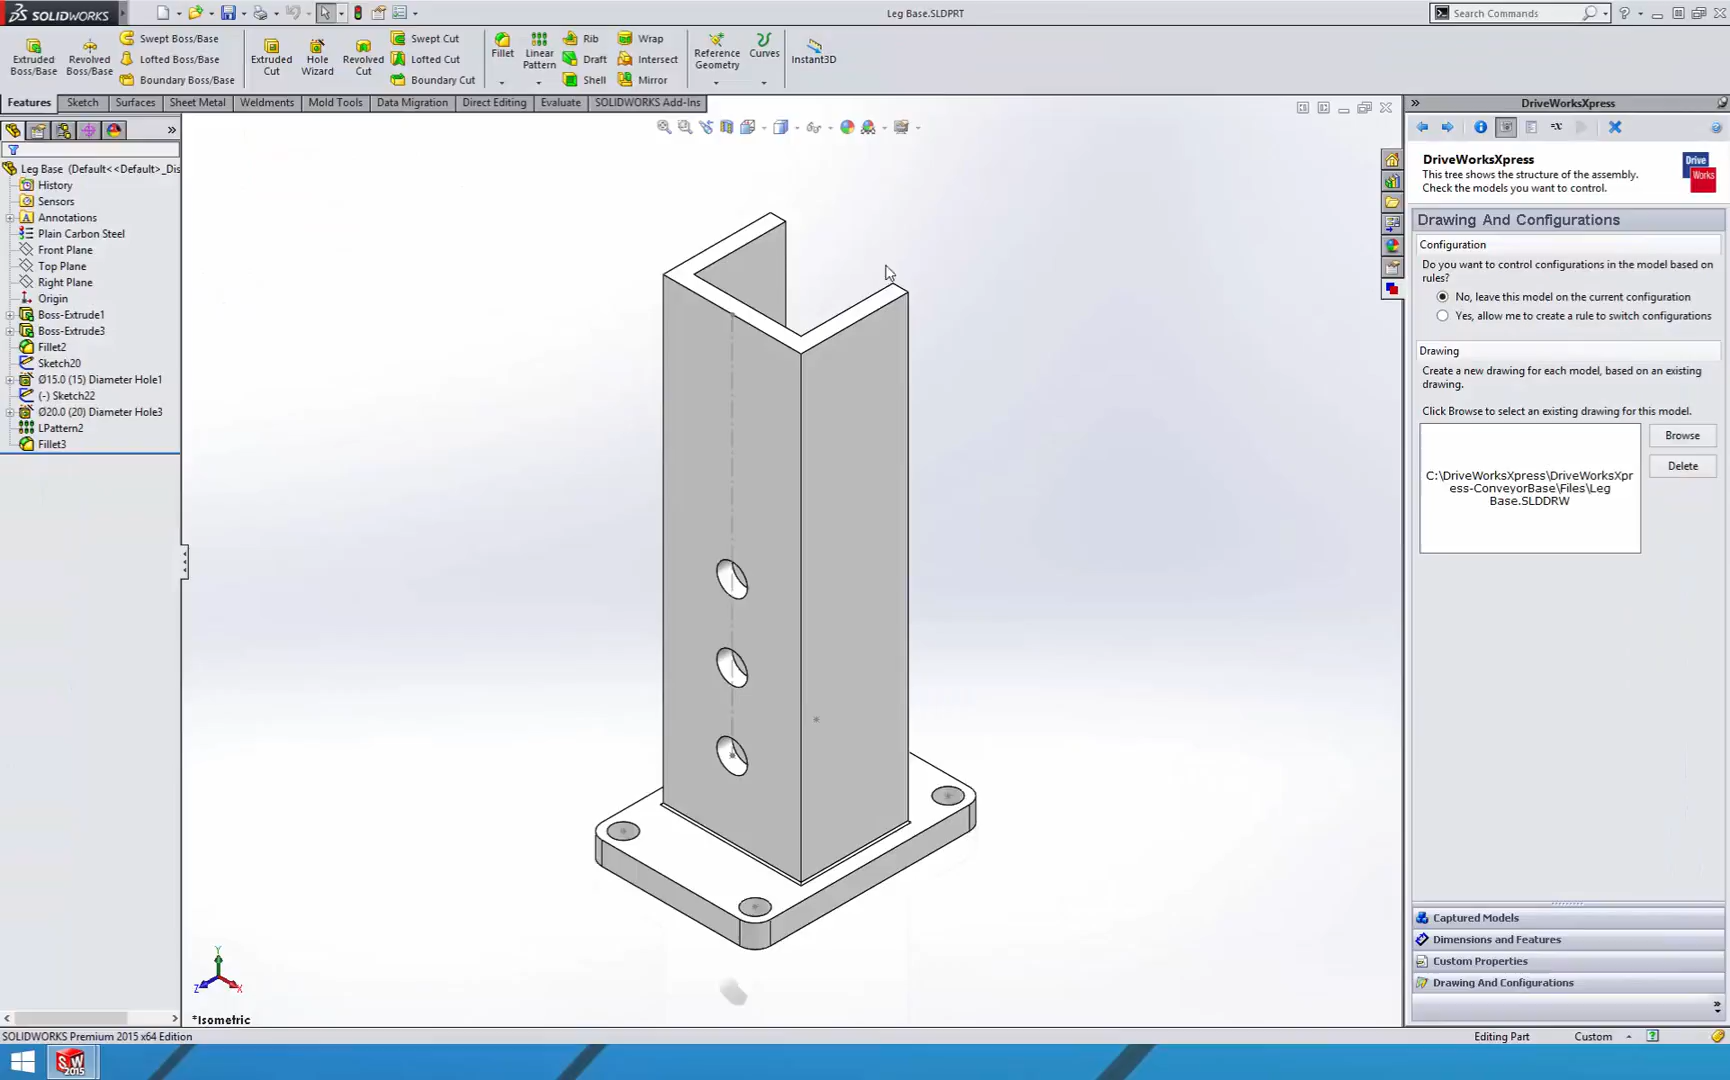 SOLIDWORKS
Leg Base.SLDPRT
Search Commands
Extruded Boss/Base
Revolved Boss/Base
Swept Boss/Base
Lofted Boss/Base
Boundary Boss/Base
Extruded Cut
Hole Wizard
Revolved Cut
Swept Cut
Lofted Cut
Boundary Cut
Fillet
Linear Pattern
Rib
Draft
Shell
Wrap
Intersect
Mirror
Reference Geometry
Curves
Instant3D
Features
Sketch
Surfaces
Sheet Metal
Weldments
Mold Tools
Data Migration
Direct Editing
Evaluate
SOLIDWORKS Add-Ins
Leg Base (Default<<Default>_Dis
History
Sensors
Annotations
Plain Carbon Steel
Front Plane
Top Plane
Right Plane
Origin
Boss-Extrude1
Boss-Extrude3
Fillet2
Sketch20
Ø15.0 (15) Diameter Hole1
(-) Sketch22
Ø20.0 (20) Diameter Hole3
LPattern2
Fillet3
Y
Z
X
*Isometric
DriveWorksXpress
DriveWorksXpress
This tree shows the structure of the assembly.
Check the models you want to control.
Drive
Works
Drawing And Configurations
Configuration
Do you want to control configurations in the model based on
rules?
No, leave this model on the current configuration
Yes, allow me to create a rule to switch configurations
Drawing
Create a new drawing for each model, based on an existing
drawing.
Click Browse to select an existing drawing for this model.
Browse
Delete
C:\DriveWorksXpress\DriveWorksXpr
ess-ConveyorBase\Files\Leg
Base.SLDDRW
Captured Models
Dimensions and Features
Custom Properties
Drawing And Configurations
SOLIDWORKS Premium 2015 x64 Edition
Editing Part
Custom
SW
2015